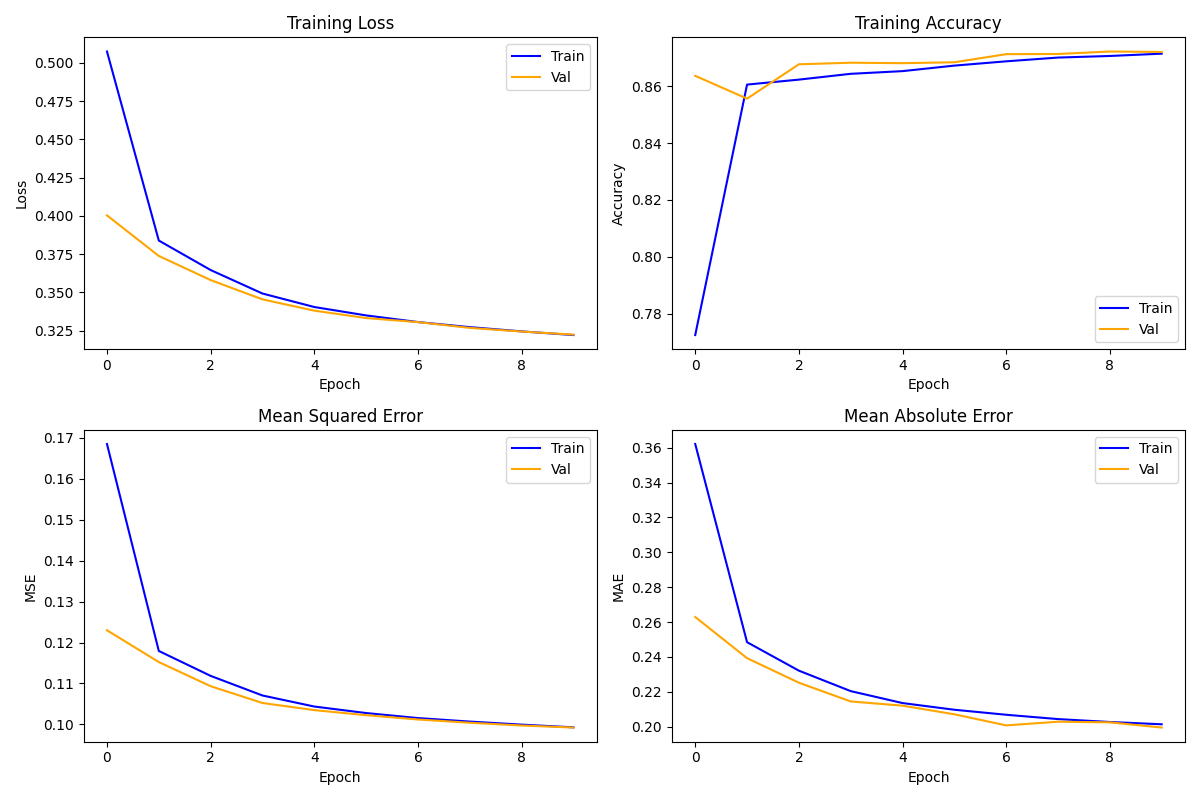 Training Loss
0.500
0.475
0.450
0.425
0.400
0.375
0.350
0.325
Loss
0 2 4 6 8
Epoch
Train
Val
Training Accuracy
0.86
0.84
0.82
0.80
0.78
Accuracy
0 2 4 6 8
Epoch
Train
Val
Mean Squared Error
0.17
0.16
0.15
0.14
0.13
0.12
0.11
0.10
MSE
0 2 4 6 8
Epoch
Train
Val
Mean Absolute Error
0.36
0.34
0.32
0.30
0.28
0.26
0.24
0.22
0.20
MAE
0 2 4 6 8
Epoch
Train
Val